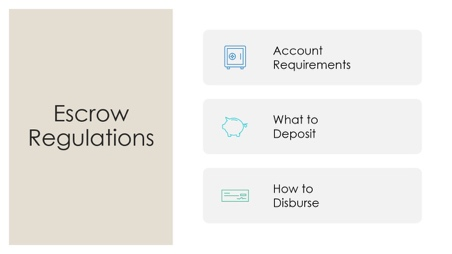 Escrow
Regulations
Account
Requirements
What to
Deposit
How to
Disburse